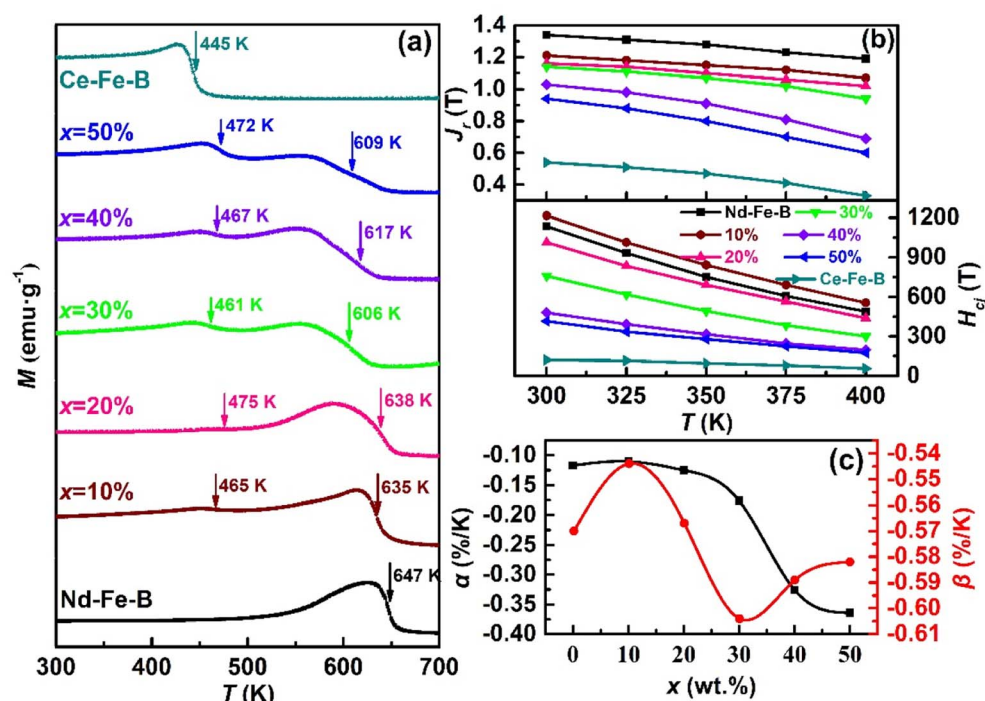 (a)
445 K
Ce-Fe-B
x=50%
472 K
609 K
x=40%
467 K
617 K
x=30%
461 K
606 K
x=20%
475 K
638 K
x=10%
465 K
635 K
Nd-Fe-B
647 K
M (emu·g-1)
300 400 500 600 700
T (K)
(b)
1.4
1.2
1.0
0.8
0.6
0.4
Jr (T)
Nd-Fe-B 30%
10% 40%
20% 50%
Ce-Fe-B
1200
900
600
300
0
Hcj (T)
300 325 350 375 400
T (K)
(c)
-0.10
-0.15
-0.20
-0.25
-0.30
-0.35
-0.40
α (%/K)
-0.54
-0.55
-0.56
-0.57
-0.58
-0.59
-0.60
-0.61
β (%/K)
0 10 20 30 40 50
x (wt.%)